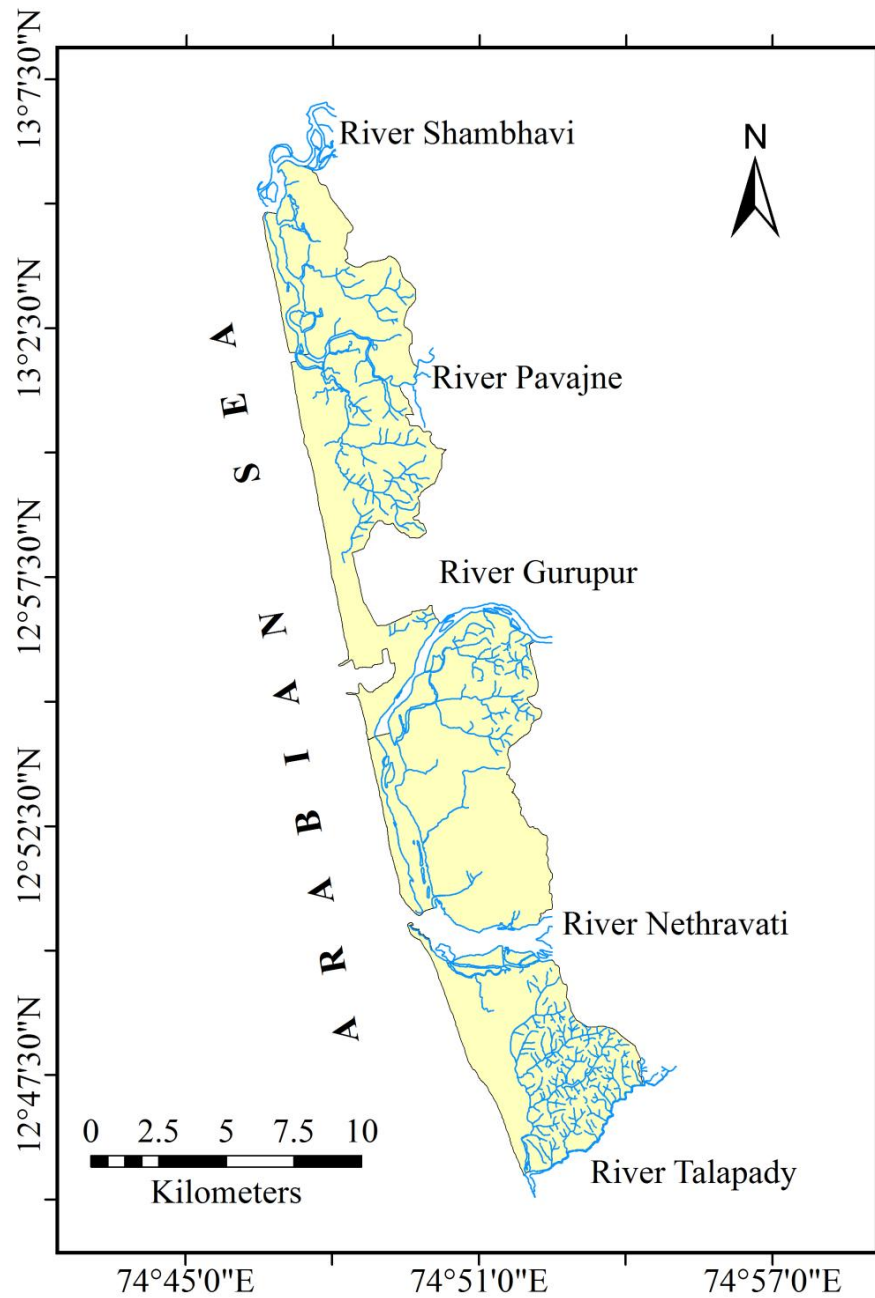 River Shambhavi
N
River Pavajne
River Gurupur
River Nethravati
River Talapady
ARABIAN SEA
0 2.5 5 7.5 10
Kilometers
13°7'30"N
13°2'30"N
12°57'30"N
12°52'30"N
12°47'30"N
74°45'0"E 74°51'0"E 74°57'0"E